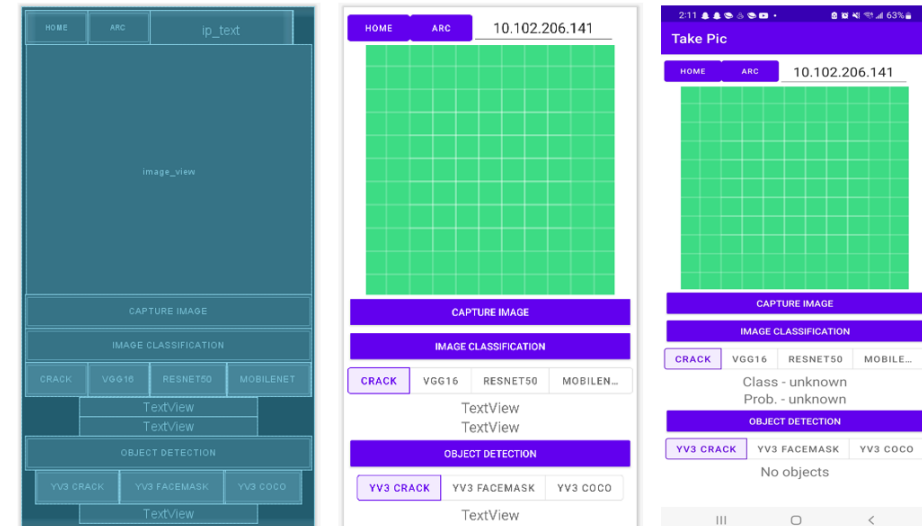 HOME ARC ip_text
image_view
CAPTURE IMAGE
IMAGE CLASSIFICATION
CRACK VGG16 RESNET50 MOBILENET
TextView
TextView
OBJECT DETECTION
YV3 CRACK YV3 FACEMASK YV3 COCO
TextView
HOME ARC 10.102.206.141
CAPTURE IMAGE
IMAGE CLASSIFICATION
CRACK VGG16 RESNET50 MOBILEN...
TextView
TextView
OBJECT DETECTION
YV3 CRACK YV3 FACEMASK YV3 COCO
TextView
2:11 63%
Take Pic
HOME ARC 10.102.206.141
CAPTURE IMAGE
IMAGE CLASSIFICATION
CRACK VGG16 RESNET50 MOBILE...
Class - unknown
Prob. - unknown
OBJECT DETECTION
YV3 CRACK YV3 FACEMASK YV3 COCO
No objects